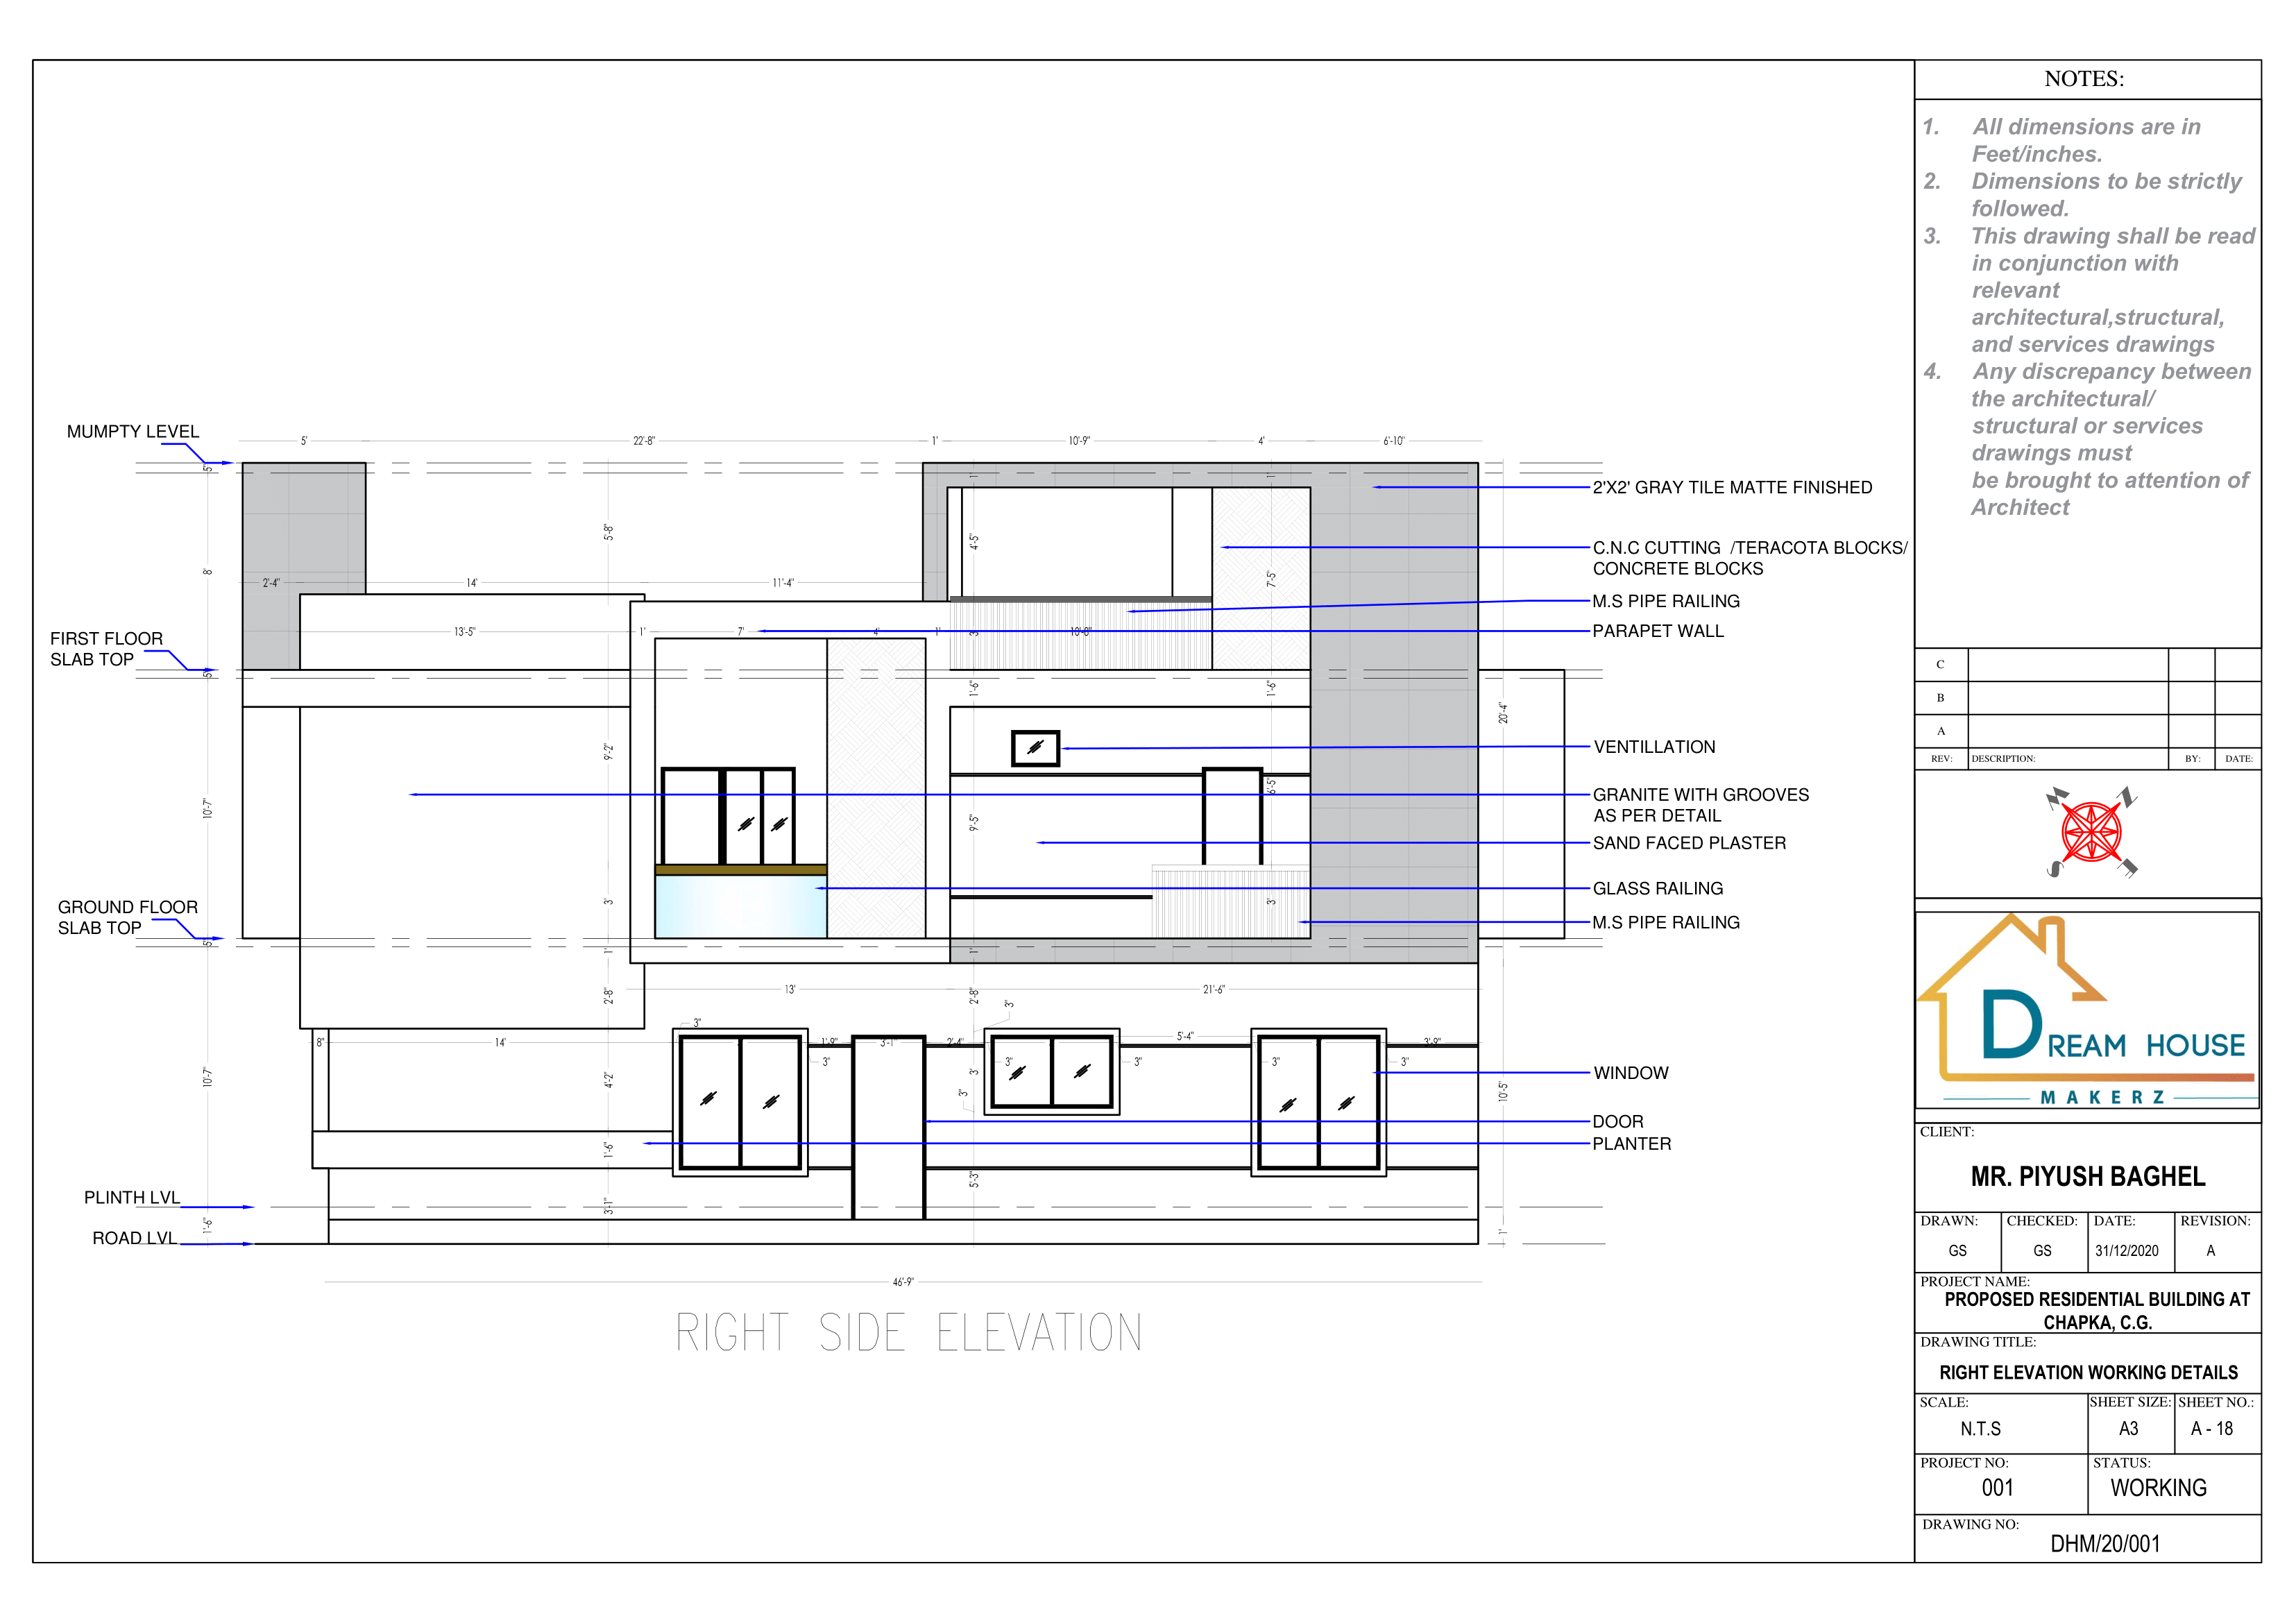 NOTES:
1. All dimensions are in
Feet/inches.
2. Dimensions to be strictly
followed.
3. This drawing shall be read
in conjunction with
relevant
architectural,structural,
and services drawings
4. Any discrepancy between
the architectural/
structural or services
drawings must
be brought to attention of
Architect
MUMPTY LEVEL
5' 22'-8" 1' 10'-9" 4' 6'-10"
5"
1' 1'
2'X2' GRAY TILE MATTE FINISHED
5'-8" 4'-5"
C.N.C CUTTING /TERACOTA BLOCKS/
CONCRETE BLOCKS
8' 7'-5"
2'-4" 14' 11'-4"
M.S PIPE RAILING
13'-5" 1' 7' 4' 1' 3' 10'-8"
PARAPET WALL
FIRST FLOOR
SLAB TOP
5" 1'-6" 1'-6"
20'-4"
9'-2"
VENTILLATION
6'-5"
GRANITE WITH GROOVES
AS PER DETAIL
10'-7" 9'-5"
SAND FACED PLASTER
GLASS RAILING
3' 3'
M.S PIPE RAILING
GROUND FLOOR
SLAB TOP
5" 1' 1'
13' 21'-6"
2'-8" 2'-8" 3"
3"
8" 14' 1'-9" 3'-1" 2'-4" 5'-4" 3'-9"
3" 3" 3" 3" 3"
10'-7" 4'-2" 3" 3" 10'-5"
WINDOW
DOOR
PLANTER
1'-6" 5'-3"
PLINTH LVL
3'-1"
1'-6" 1'
ROAD LVL
46'-9"
RIGHT SIDE ELEVATION
C
B
A
REV: DESCRIPTION: BY: DATE:
W N
S E
DREAM HOUSE
MAKERZ
CLIENT:
MR. PIYUSH BAGHEL
DRAWN: CHECKED: DATE: REVISION:
GS GS 31/12/2020 A
PROJECT NAME:
PROPOSED RESIDENTIAL BUILDING AT
CHAPKA, C.G.
DRAWING TITLE:
RIGHT ELEVATION WORKING DETAILS
SCALE: SHEET SIZE: SHEET NO.:
N.T.S A3 A - 18
PROJECT NO: STATUS:
001 WORKING
DRAWING NO:
DHM/20/001